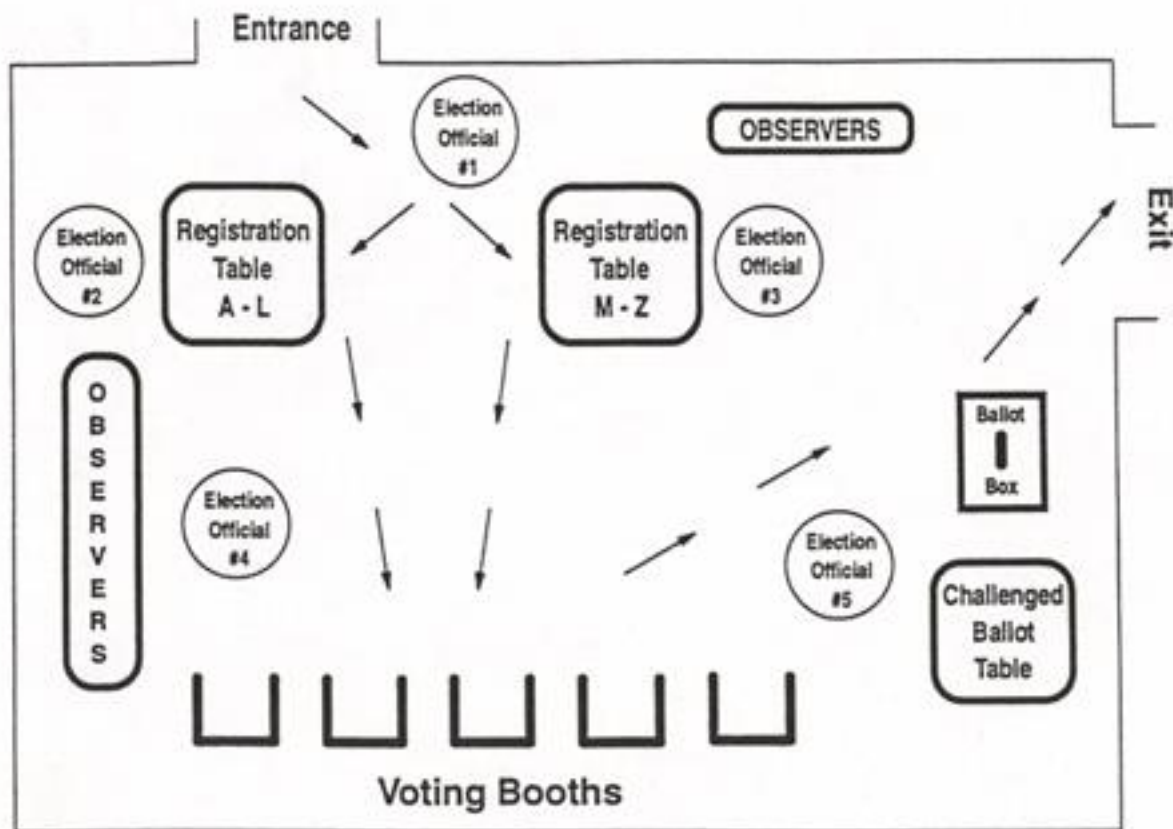 Entrance
Election
Official
#1
OBSERVERS
Exit
Election
Official
#2
Registration
Table
A - L
Registration
Table
M - Z
Election
Official
#3
OBSERVERS
Election
Official
#4
Ballot
Box
Election
Official
#5
Challenged
Ballot
Table
Voting Booths